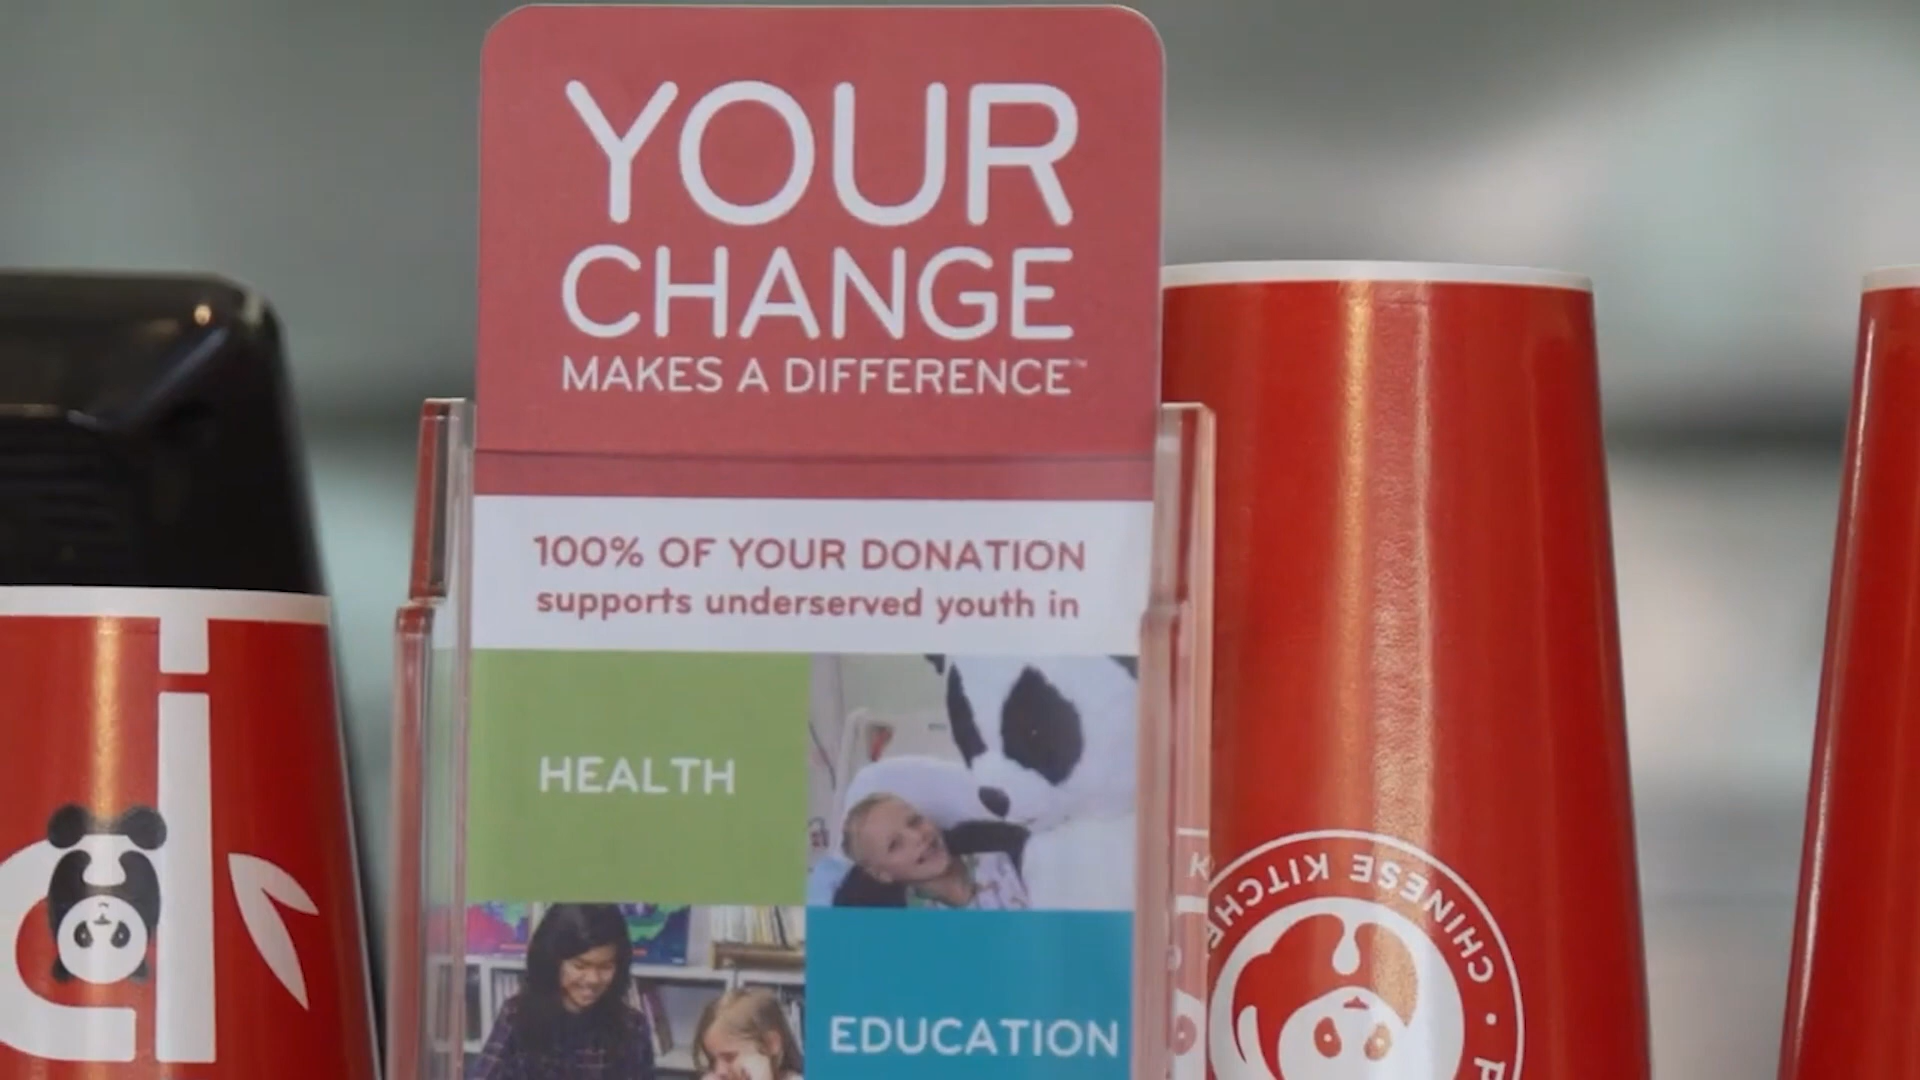 YOUR
CHANGE
MAKES A DIFFERENCE™
100% OF YOUR DONATION
supports underserved youth in
HEALTH
EDUCATION
CHINESE KITCHEN